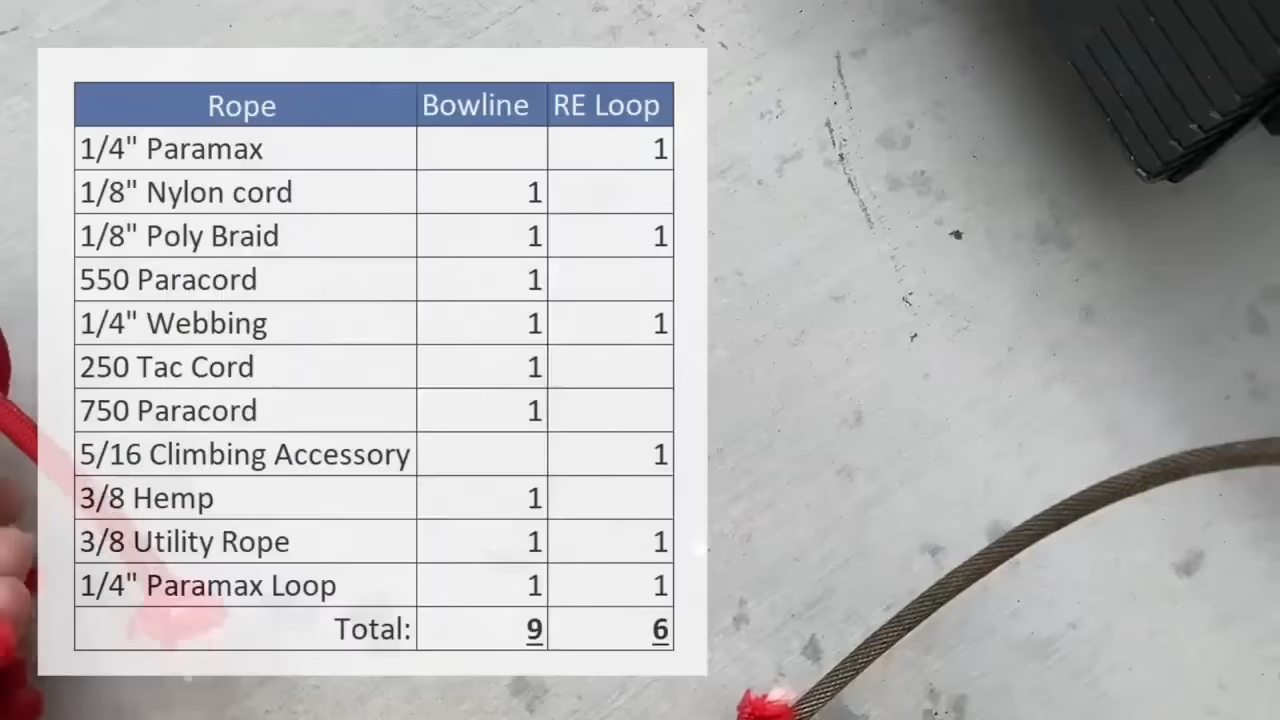 Rope Bowline RE Loop
1/4" Paramax 1
1/8" Nylon cord 1
1/8" Poly Braid 1 1
550 Paracord 1
1/4" Webbing 1 1
250 Tac Cord 1
750 Paracord 1
5/16 Climbing Accessory 1
3/8 Hemp 1
3/8 Utility Rope 1 1
1/4" Paramax Loop 1 1
Total: 9 6